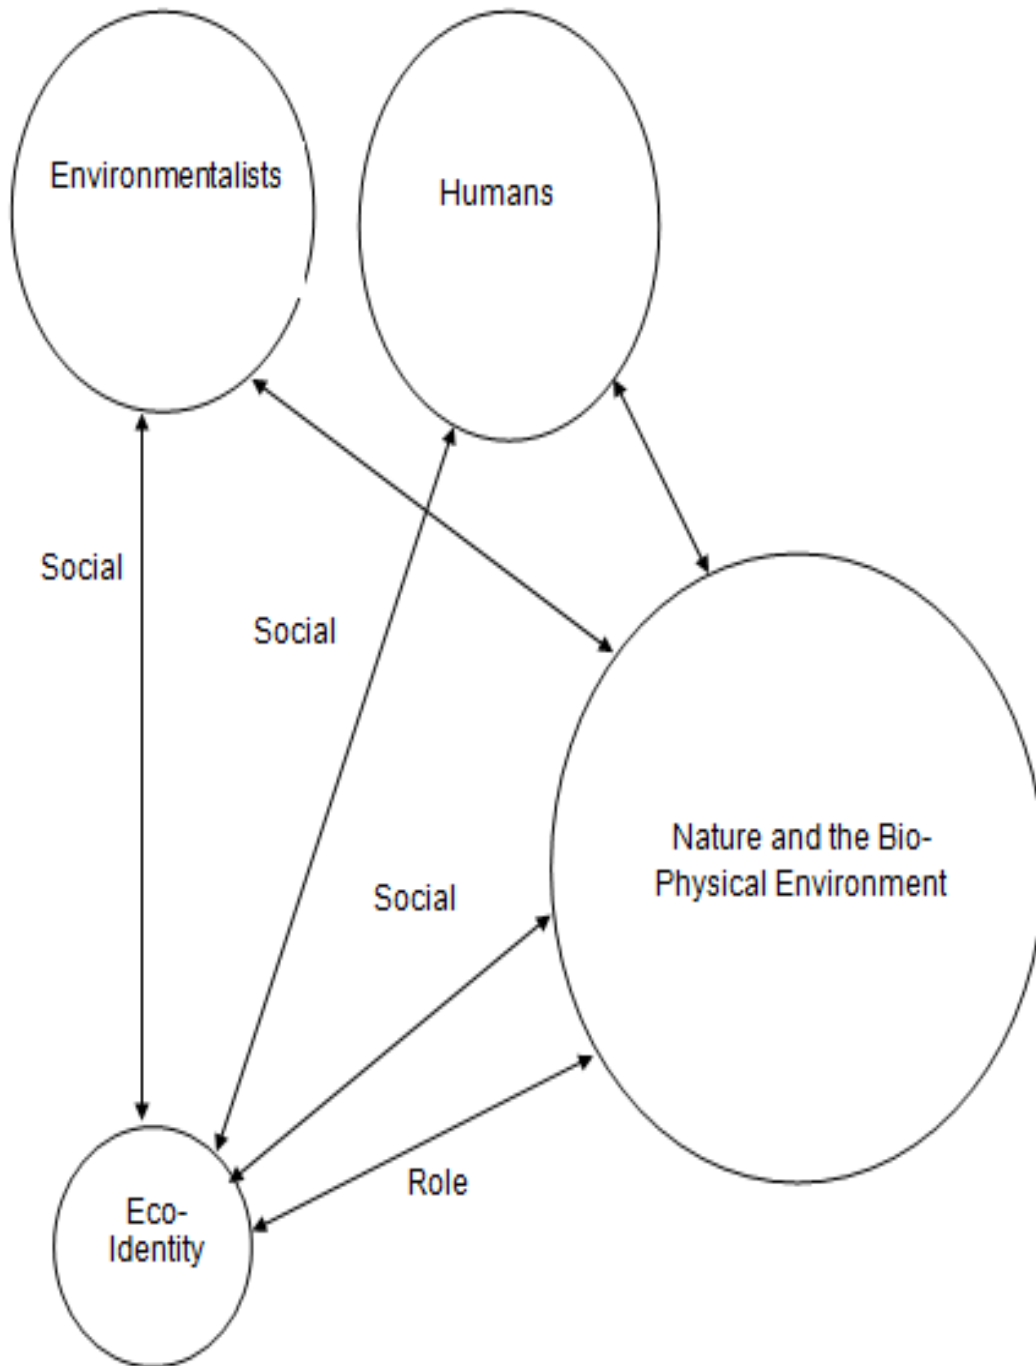 Environmentalists
Humans
Social
Social
Nature and the Bio-
Physical Environment
Social
Role
Eco-
Identity